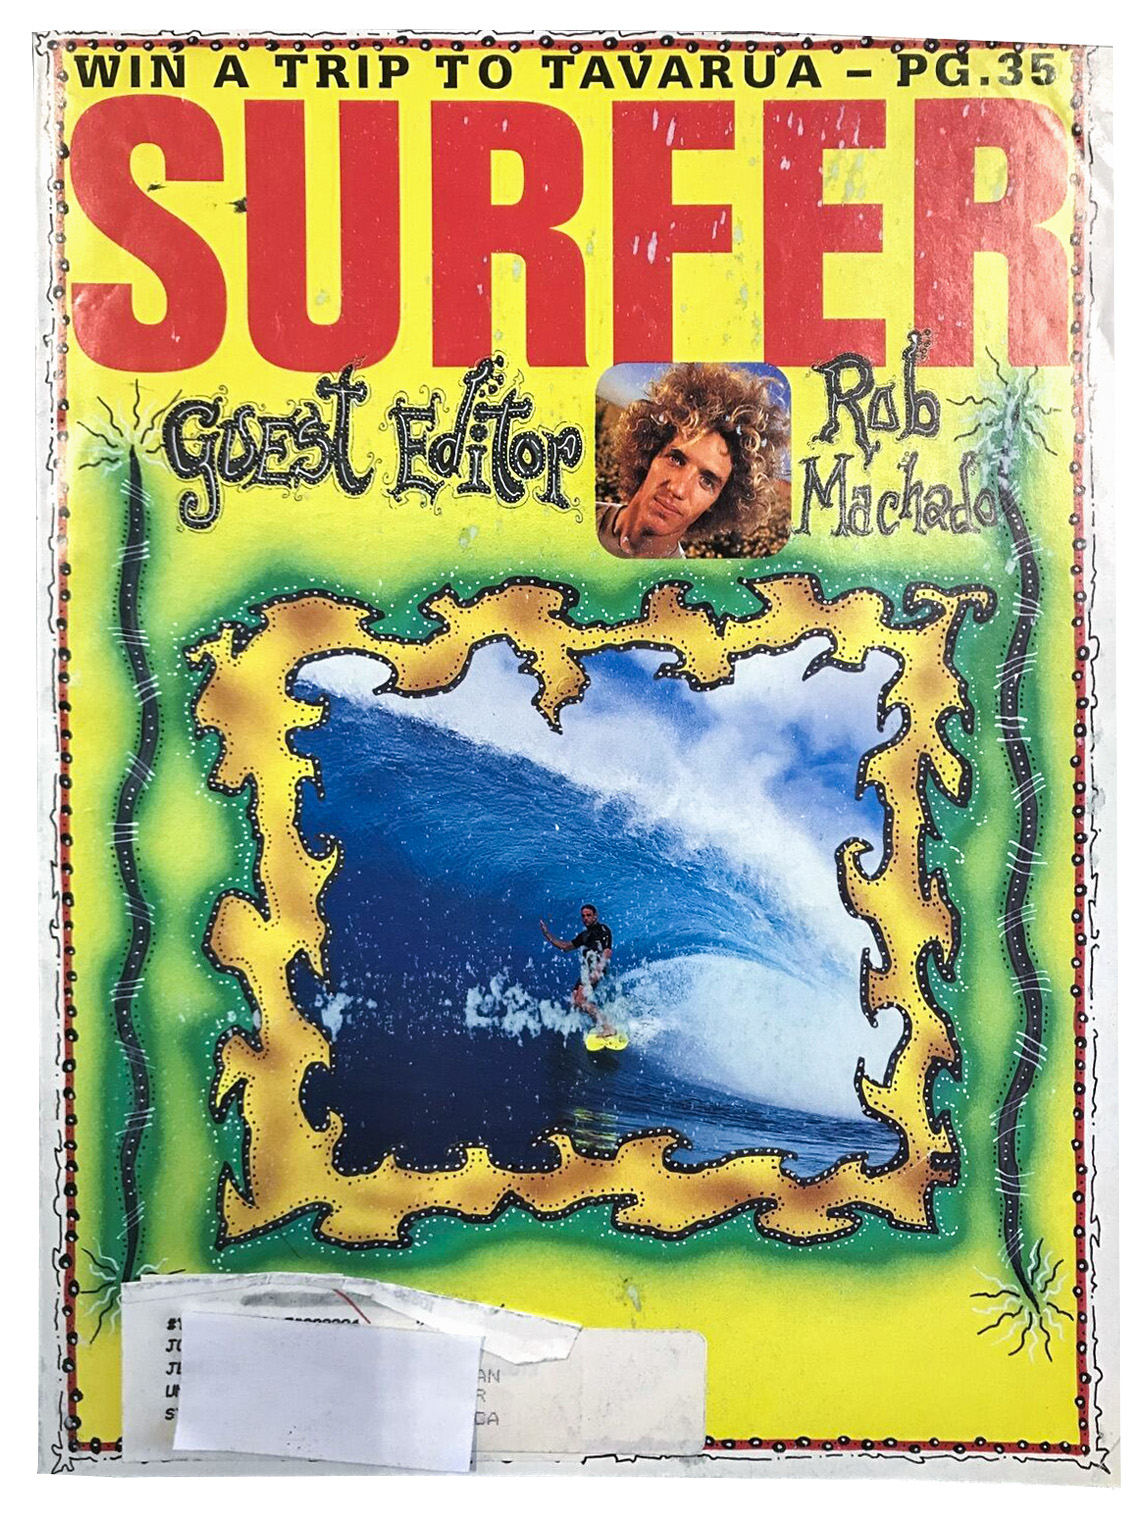 WIN A TRIP TO TAVARUA – PG.35
SURFER
GUEST Editor
Rob
Machado